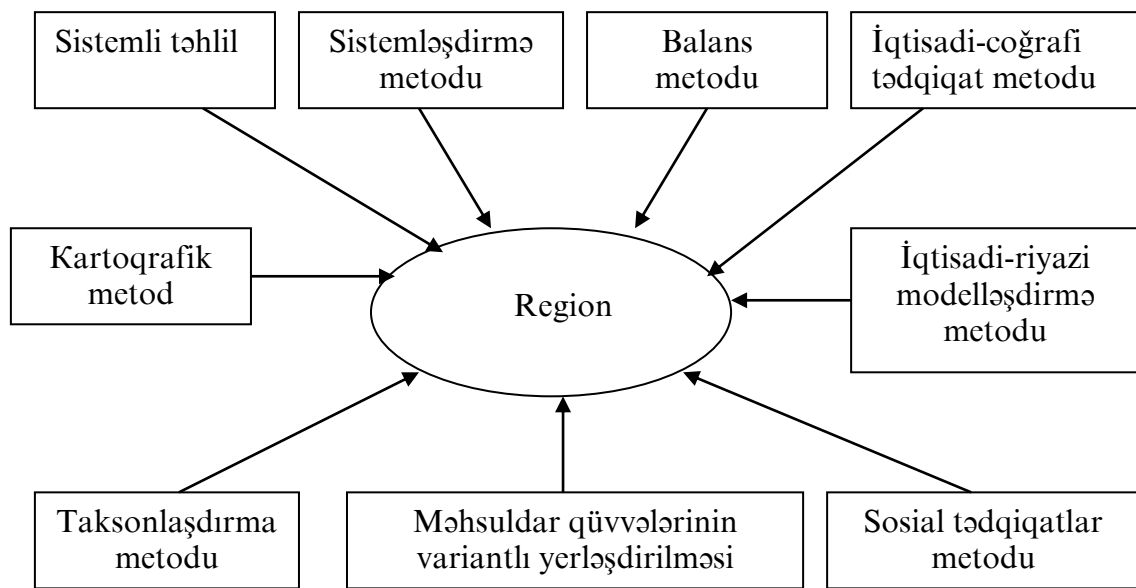 Sistemli təhlil
Sistemləşdirmə
metodu
Balans
metodu
İqtisadi-coğrafi
tədqiqat metodu
Kartoqrafik
metod
Region
İqtisadi-riyazi
modelləşdirmə
metodu
Taksonlaşdırma
metodu
Məhsuldar qüvvələrinin
variantlı yerləşdirilməsi
Sosial tədqiqatlar
metodu